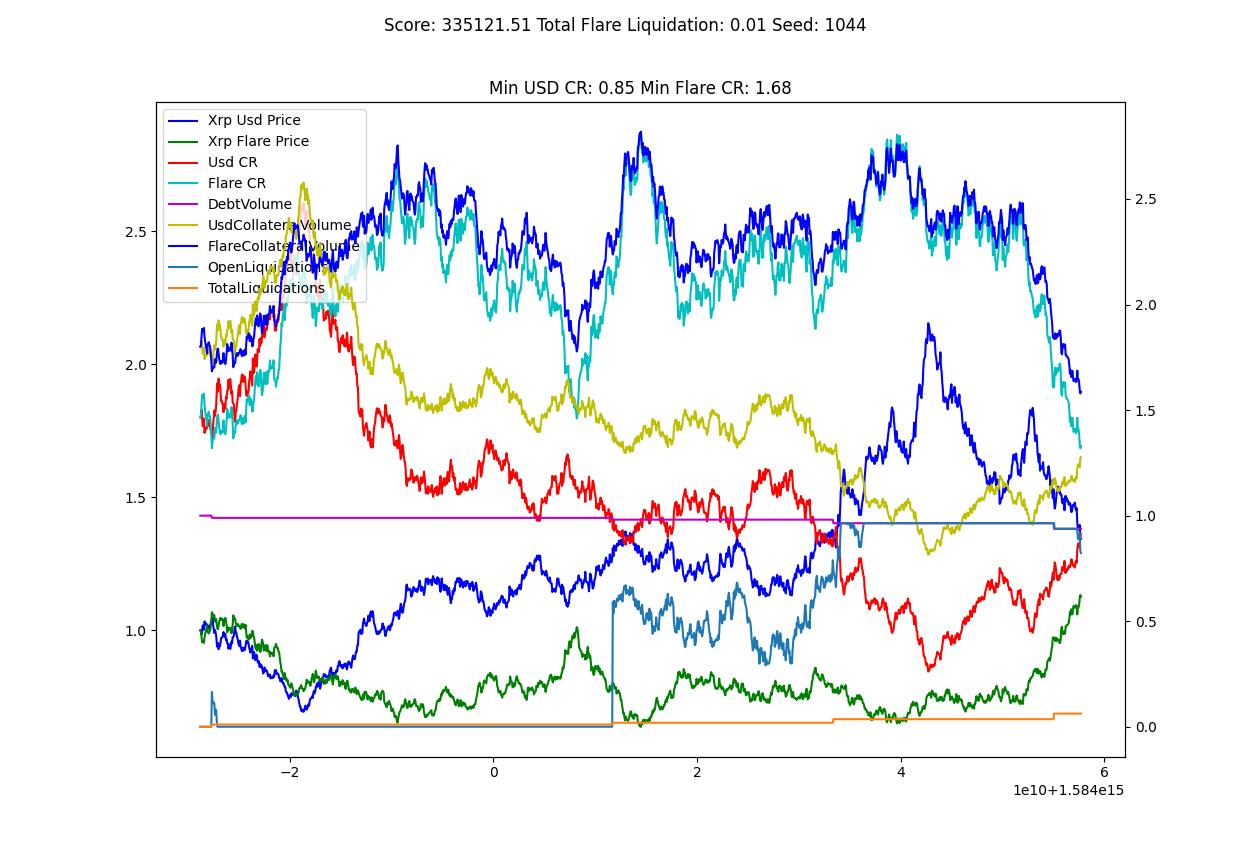 Score: 335121.51 Total Flare Liquidation: 0.01 Seed: 1044
Min USD CR: 0.85 Min Flare CR: 1.68
Xrp Usd Price
Xrp Flare Price
Usd CR
Flare CR
DebtVolume
UsdCollateralVolume
FlareCollateralVolume
OpenLiquidations
TotalLiquidations
2.5
2.0
1.5
1.0
2.5
2.0
1.5
1.0
0.5
0.0
−2 0 2 4 6
1e10+1.584e15